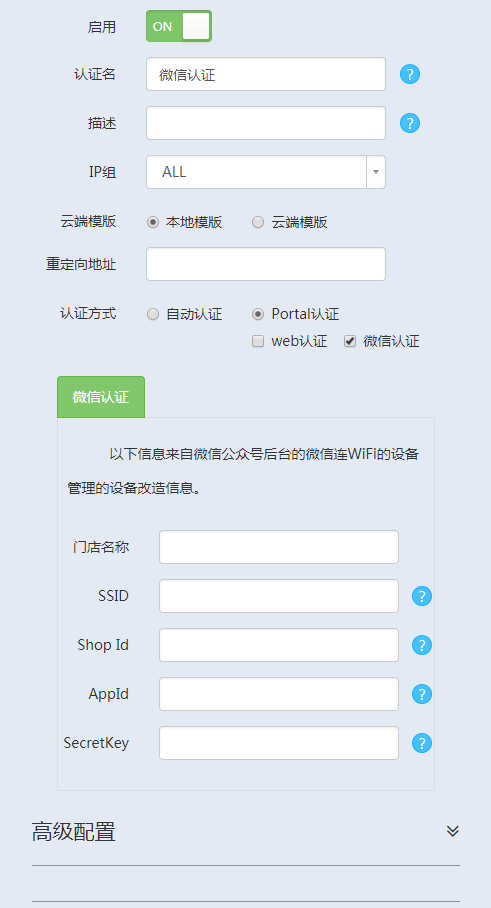 启用 ON
认证名 微信认证 ?
描述 ?
IP组 ALL
云端模版 本地模版 云端模版
重定向地址
认证方式 自动认证 Portal认证
web认证 微信认证
微信认证
以下信息来自微信公众号后台的微信连WiFi的设备
管理的设备改造信息。
门店名称
SSID ?
Shop Id ?
AppId ?
SecretKey ?
高级配置